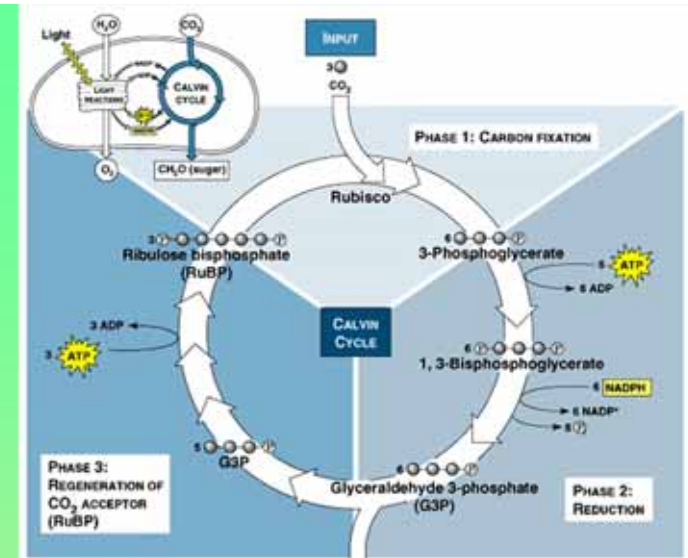 H₂O
CO₂
Light
NADP⁺
ADP
LIGHT
REACTIONS
CALVIN
CYCLE
O₂
CH₂O (sugar)
INPUT
3
CO₂
PHASE 1: CARBON FIXATION
Rubisco
3 P P
Ribulose bisphosphate
(RuBP)
6 P
3-Phosphoglycerate
6 ATP
6 ADP
CALVIN
CYCLE
3 ADP
3 ATP
6 P P
1, 3-Bisphosphoglycerate
6 NADPH
6 NADP⁺
6 P
5 P
G3P
6 P
Glyceraldehyde 3-phosphate
(G3P)
PHASE 3:
REGENERATION OF
CO₂ ACCEPTOR
(RuBP)
PHASE 2:
REDUCTION